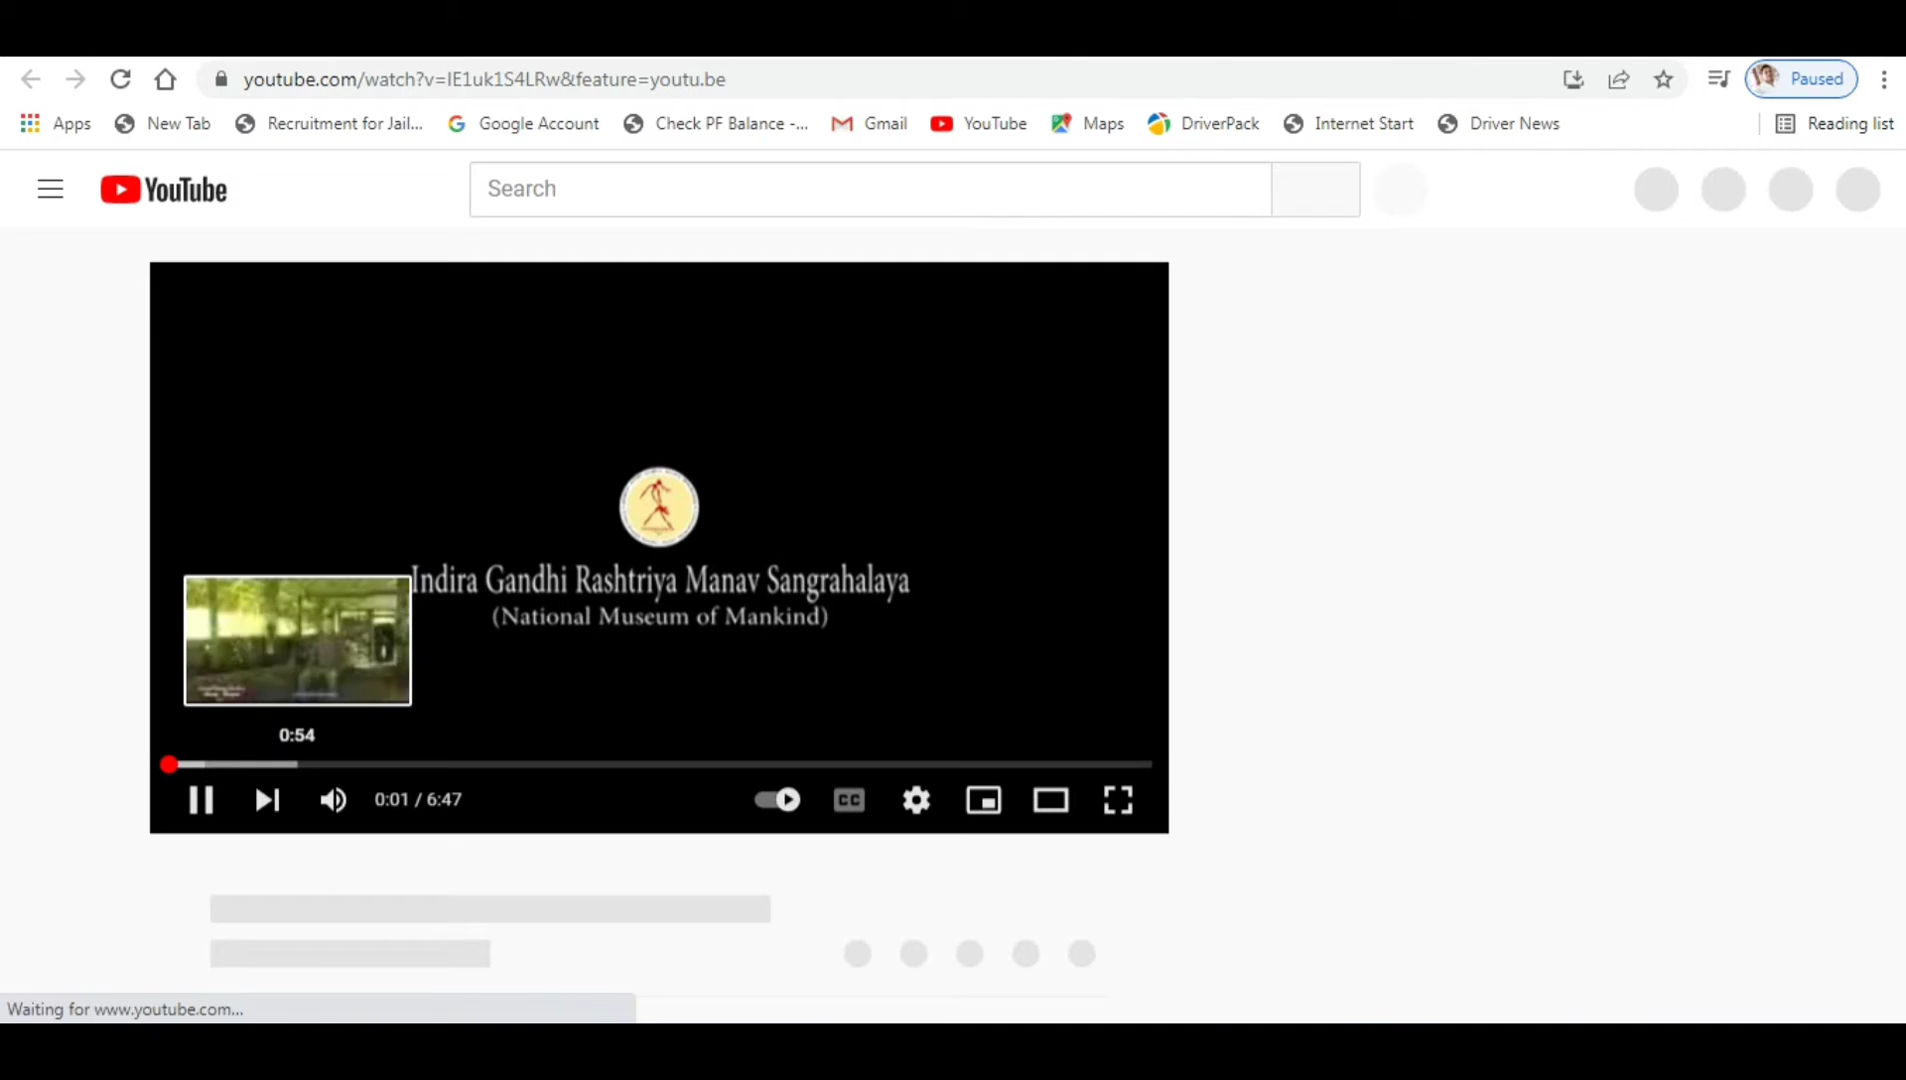 youtube.com/watch?v=IE1uk1S4LRw&feature=youtu.be
Paused
Apps
New Tab
Recruitment for Jail...
Google Account
Check PF Balance -...
Gmail
YouTube
Maps
DriverPack
Internet Start
Driver News
Reading list
YouTube
Search
Indira Gandhi Rashtriya Manav Sangrahalaya
(National Museum of Mankind)
0:54
0:01 / 6:47
CC
Waiting for www.youtube.com...